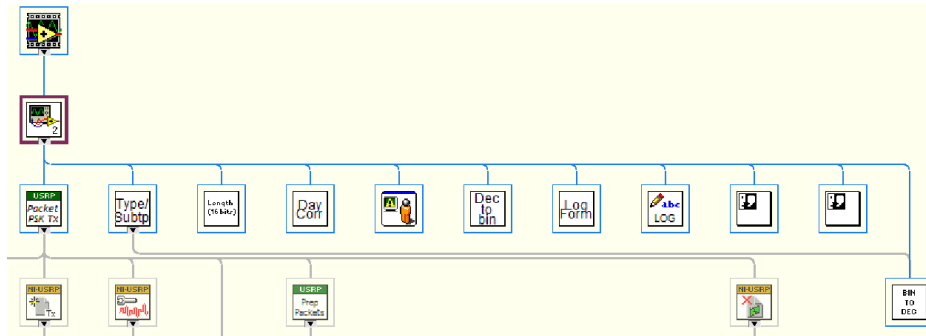 2
USRP
Packet
PSK TX
Type/
Subtp
Length
(16 bits)
Day
Corr
Dec
to
bin
Log
Form
abc
LOG
NI-USRP
Tx
NI-USRP
USRP
Prep
Packets
NI-USRP
BIN
TO
DEC